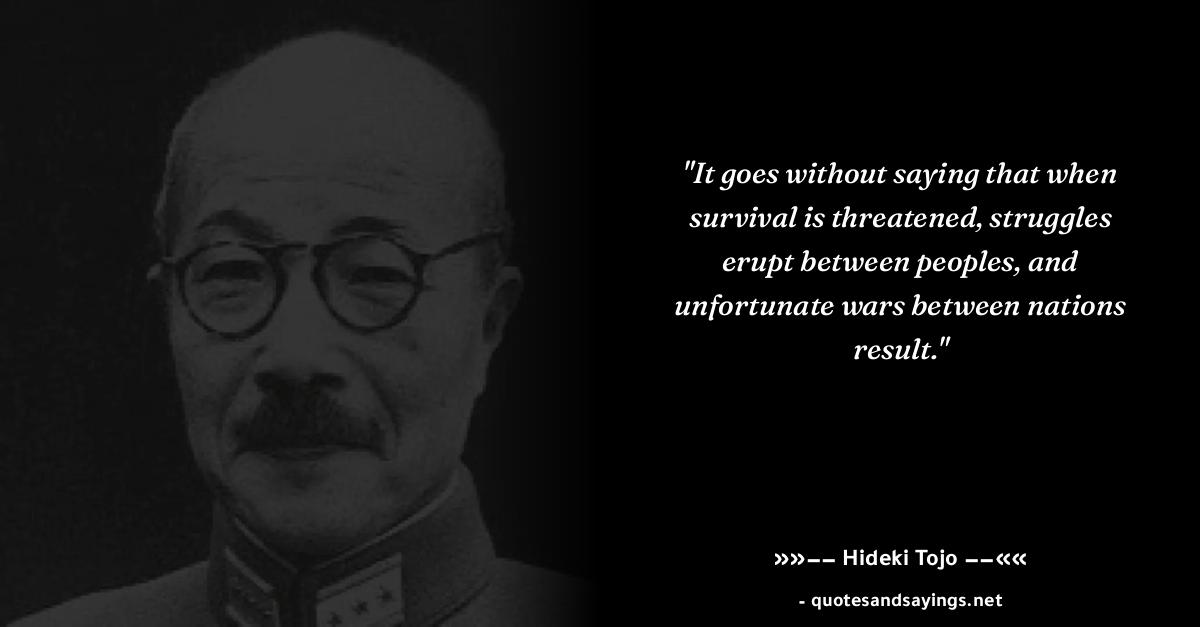 "It goes without saying that when
survival is threatened, struggles
erupt between peoples, and
unfortunate wars between nations
result."
»»−− Hideki Tojo −−««
- quotesandsayings.net